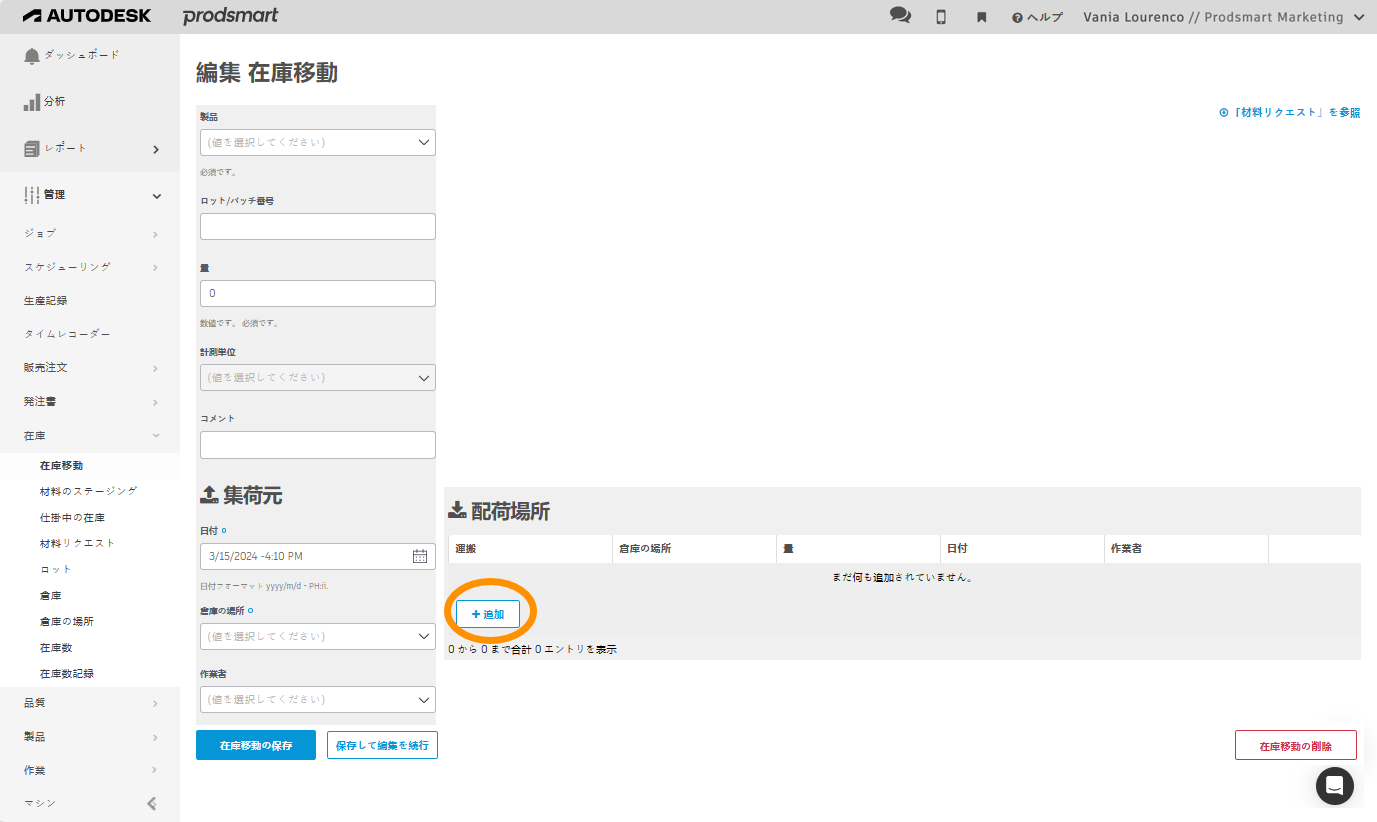 AUTODESK prodsmart
ヘルプ Vania Lourenco // Prodsmart Marketing
ダッシュボード
分析
レポート
管理
ジョブ
スケジューリング
生産記録
タイムレコーダー
販売注文
発注書
在庫
在庫移動
材料のステージング
仕掛中の在庫
材料リクエスト
ロット
倉庫
倉庫の場所
在庫数
在庫数記録
品質
製品
作業
マシン
編集 在庫移動
「材料リクエスト」を参照
製品
(値を選択してください)
必須です。
ロット/バッチ番号
量
0
数値です。 必須です。
計測単位
(値を選択してください)
コメント
集荷元
日付
3/15/2024 -4:10 PM
日付フォーマット yyyy/m/d - PH:ii.
倉庫の場所
(値を選択してください)
作業者
(値を選択してください)
配荷場所
運搬 倉庫の場所 量 日付 作業者
まだ何も追加されていません。
+ 追加
0 から 0 まで合計 0 エントリを表示
在庫移動の保存 保存して編集を続行 在庫移動の削除